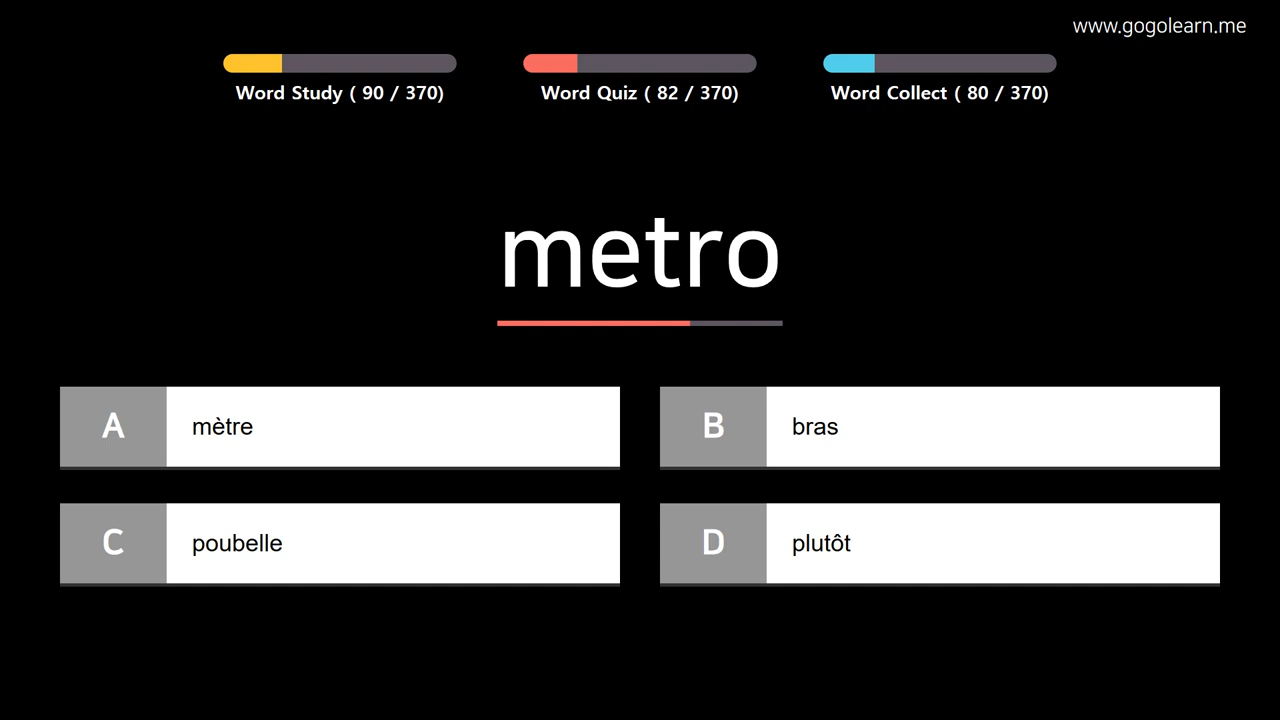 www.gogolearn.me
Word Study ( 90 / 370)
Word Quiz ( 82 / 370)
Word Collect ( 80 / 370)
metro
A mètre
B bras
C poubelle
D plutôt